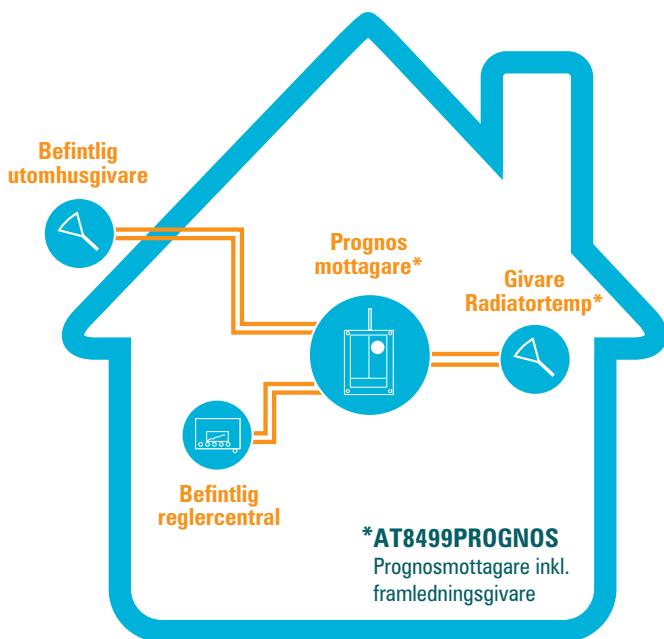 Befintlig
utomhusgivare
Prognos
mottagare*
Givare
Radiatortemp*
Befintlig
reglercentral
*AT8499PROGNOS
Prognosmottagare inkl.
framledningsgivare